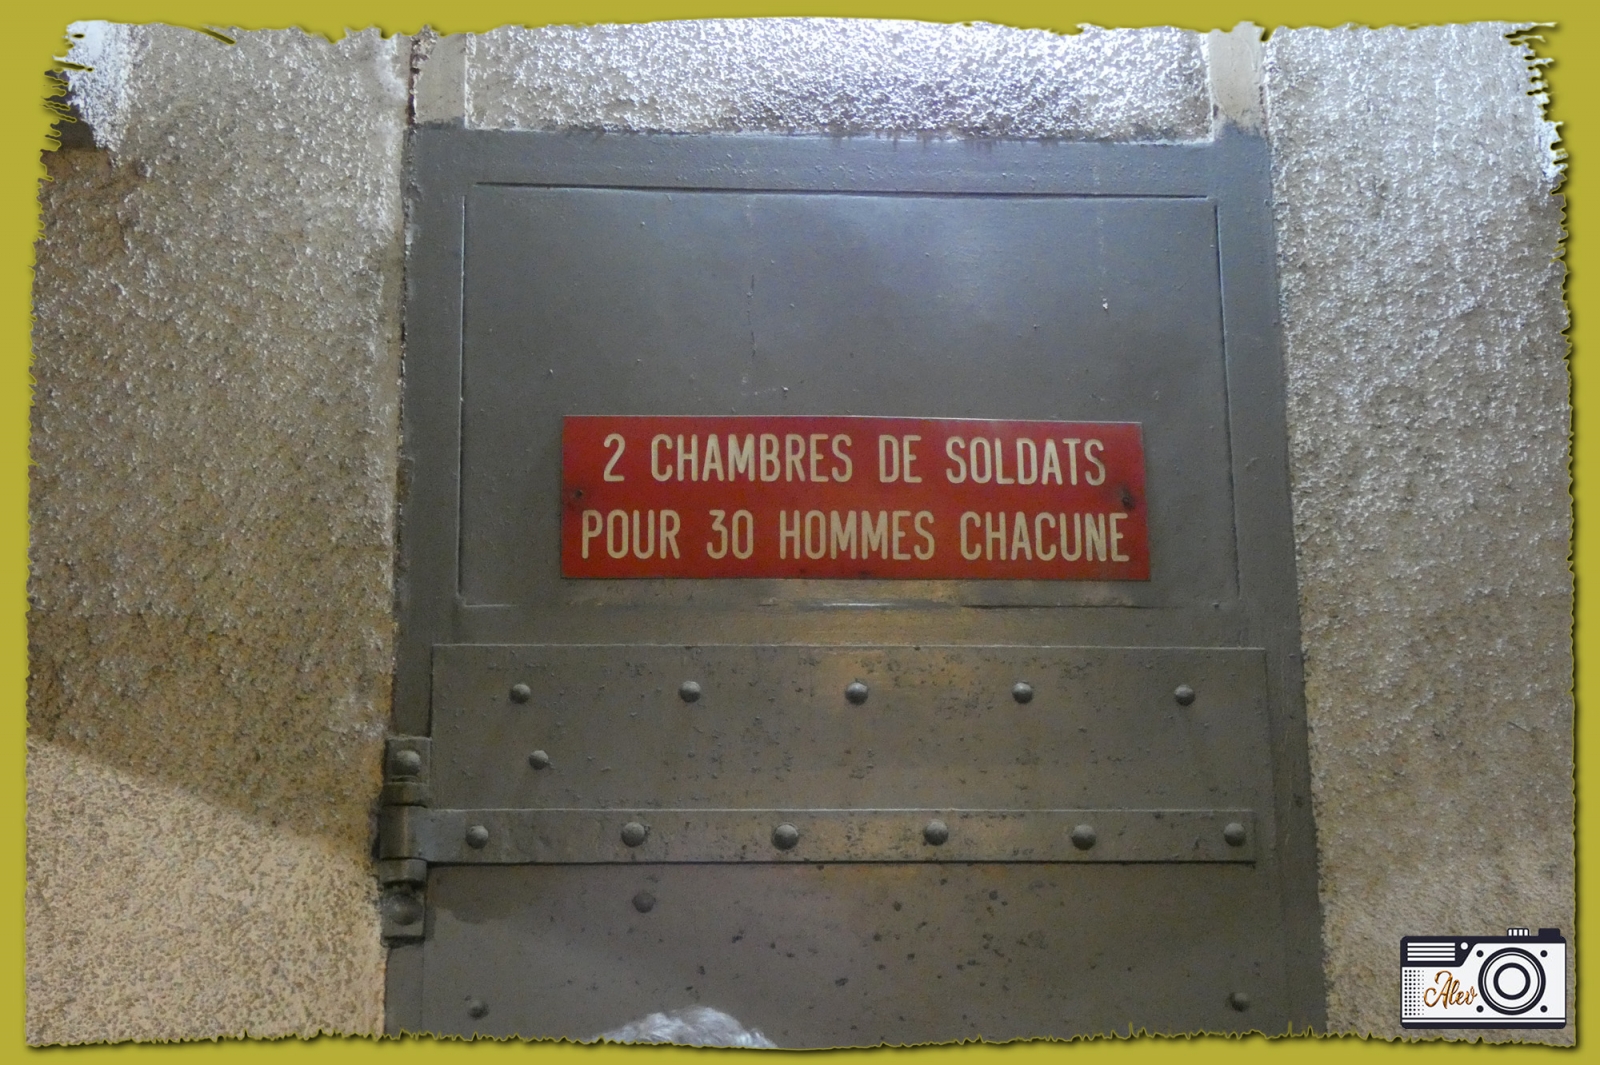 2 CHAMBRES DE SOLDATS
POUR 30 HOMMES CHACUNE
Alev